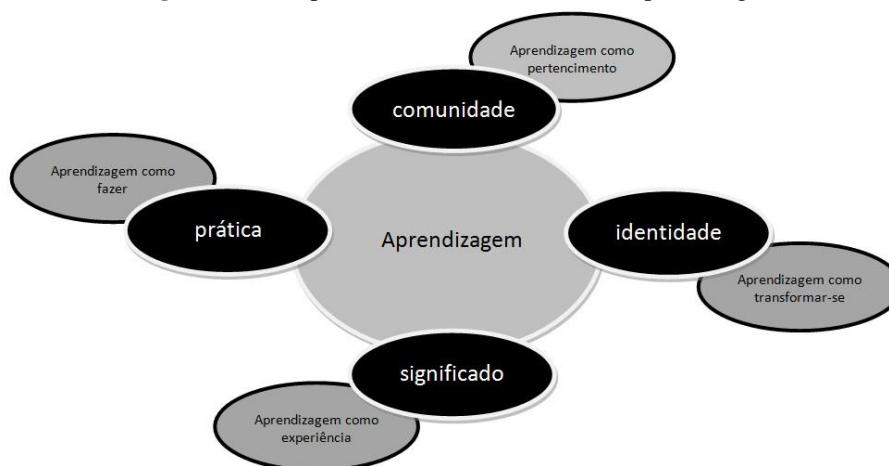 Aprendizagem como
pertencimento
comunidade
Aprendizagem como
fazer
prática
Aprendizagem
identidade
Aprendizagem como
transformar-se
significado
Aprendizagem como
experiência